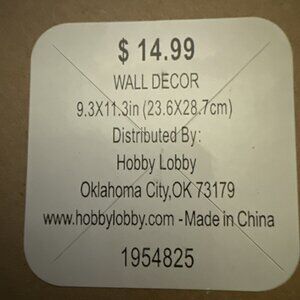 $ 14.99
WALL DECOR
9.3X11.3in (23.6X28.7cm)
Distributed By:
Hobby Lobby
Oklahoma City,OK 73179
www.hobbylobby.com -Made in China
1954825